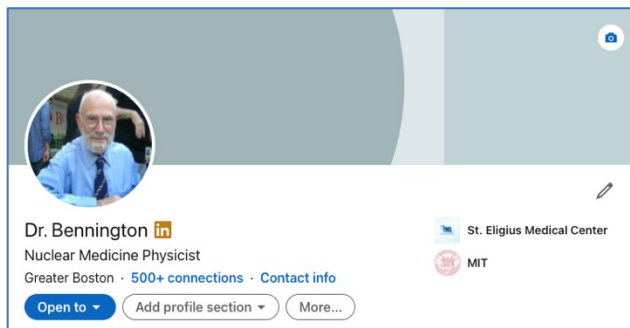 Dr. Bennington in
Nuclear Medicine Physicist
Greater Boston · 500+ connections · Contact info
Open to Add profile section More...
St. Eligius Medical Center
MIT